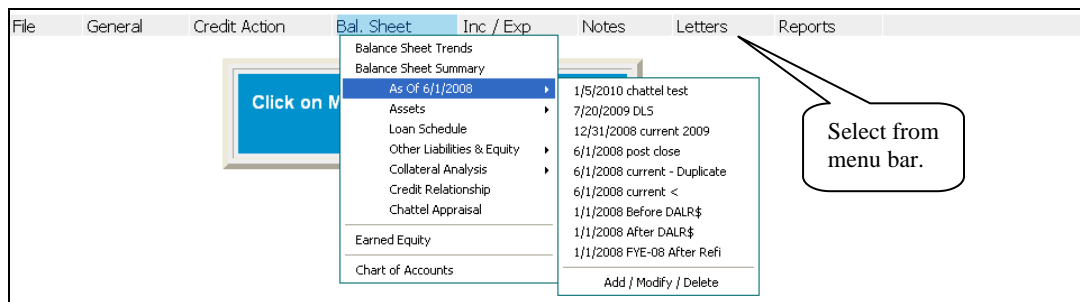 File General Credit Action Bal. Sheet Inc / Exp Notes Letters Reports
Balance Sheet Trends
Balance Sheet Summary
As Of 6/1/2008
Assets
Loan Schedule
Other Liabilities & Equity
Collateral Analysis
Credit Relationship
Chattel Appraisal
Earned Equity
Chart of Accounts
Click on M
1/5/2010 chattel test
7/20/2009 DLS
12/31/2008 current 2009
6/1/2008 post close
6/1/2008 current - Duplicate
6/1/2008 current <
1/1/2008 Before DALR$
1/1/2008 After DALR$
1/1/2008 FYE-08 After Refi
Add / Modify / Delete
Select from
menu bar.